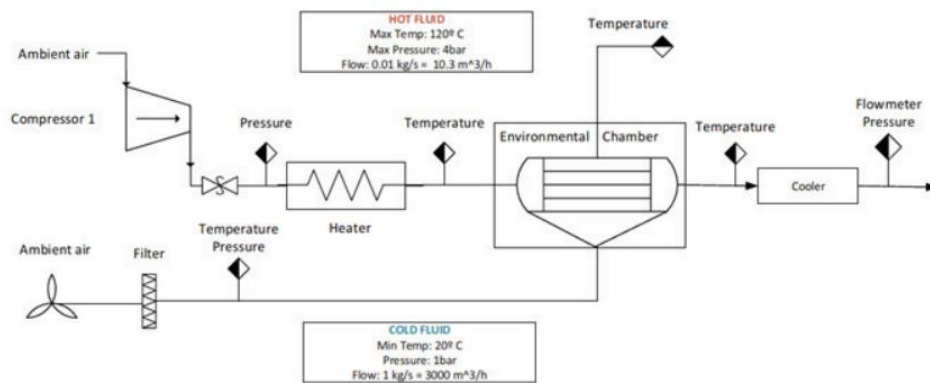 HOT FLUID
Max Temp: 120º C
Max Pressure: 4bar
Flow: 0.01 kg/s = 10.3 m^3/h
Temperature
Ambient air
Compressor 1
Pressure
Temperature
Environmental Chamber
Temperature
Flowmeter
Pressure
Heater
Cooler
Ambient air
Filter
Temperature
Pressure
COLD FLUID
Min Temp: 20º C
Pressure: 1bar
Flow: 1 kg/s = 3000 m^3/h